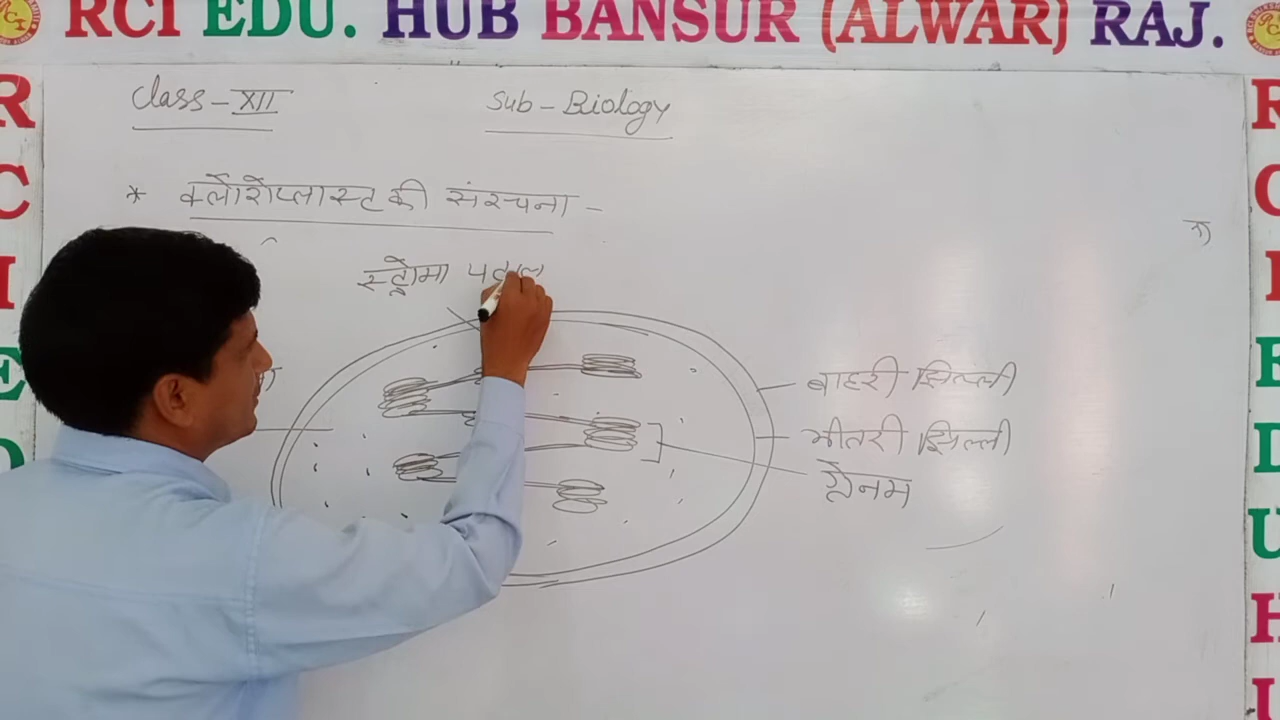 RCI EDU. HUB BANSUR (ALWAR) RAJ.
Class - XII
Sub - Biology
* क्लोरोप्लास्ट की संरचना -
स्ट्रोमा
बाहरी झिल्ली
भीतरी झिल्ली
ग्रेनम
R
C
I
E
D
R
C
I
E
D
U
H
U